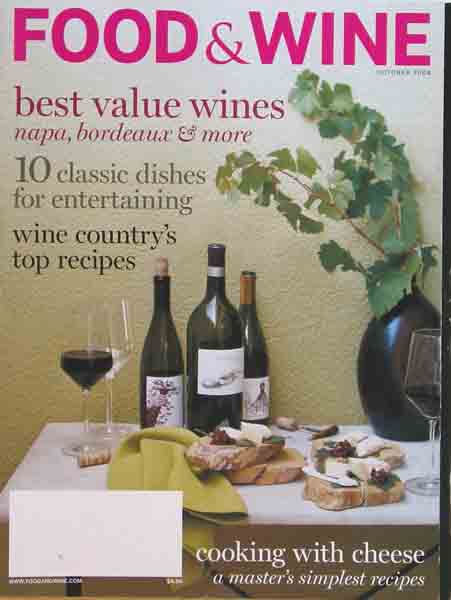 FOOD & WINE
OCTOBER
best value wines
napa, bordeaux & more
10 classic dishes
for entertaining
wine country's
top recipes
cooking with cheese
a master's simplest recipes
WWW.FOODANDWINE.COM